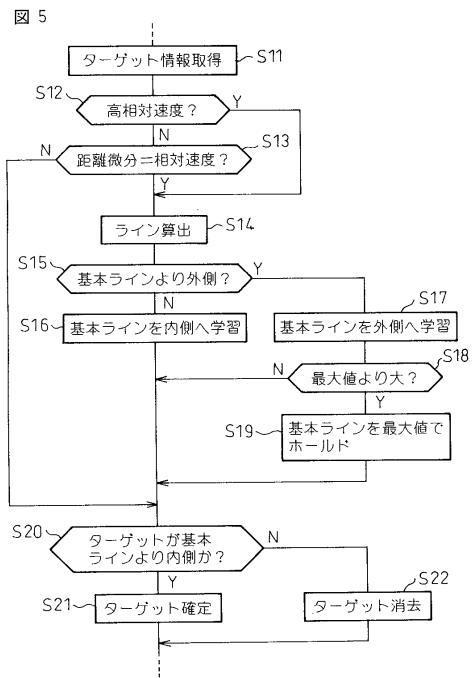 図 5
ターゲット情報取得
S11
S12
高相対速度?
Y
N
S13
N
距離微分=相対速度?
Y
ライン算出
S14
S15
基本ラインより外側?
Y
N
S16
基本ラインを内側へ学習
S17
基本ラインを外側へ学習
S18
N
最大値より大?
Y
S19
基本ラインを最大値で
ホールド
S20
ターゲットが基本
ラインより内側か?
N
Y
S21
ターゲット確定
S22
ターゲット消去